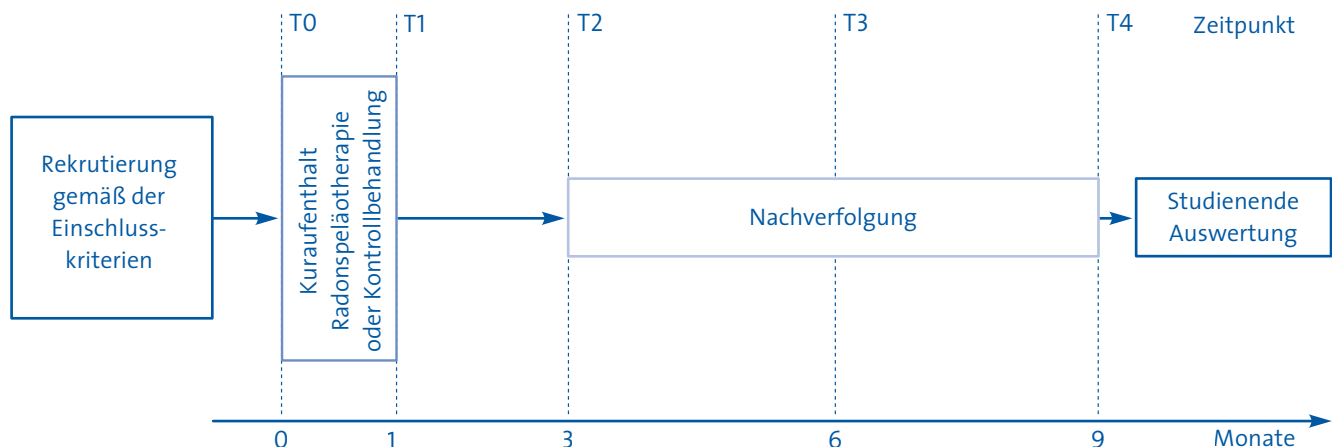 T0
T1
T2
T3
T4
Zeitpunkt
Rekrutierung
gemäß der
Einschluss-
kriterien
Kuraufenthalt
Radonspeläotherapie
oder Kontrollbehandlung
Nachverfolgung
Studienende
Auswertung
0
1
3
6
9
Monate